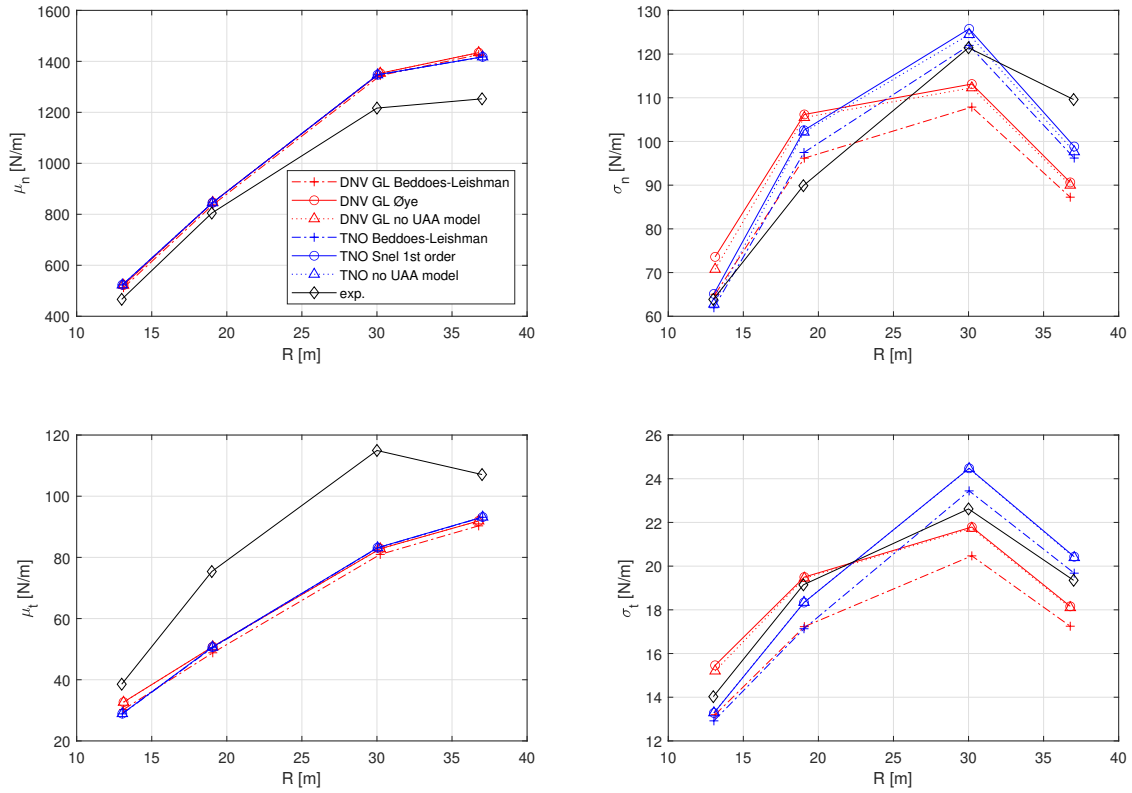 1600
1400
1200
1000
800
600
400
μn [N/m]
10 15 20 25 30 35 40
R [m]
DNV GL Beddoes-Leishman
DNV GL Øye
DNV GL no UAA model
TNO Beddoes-Leishman
TNO Snel 1st order
TNO no UAA model
exp.
130
120
110
100
90
80
70
60
σn [N/m]
10 15 20 25 30 35 40
R [m]
120
100
80
60
40
20
μt [N/m]
10 15 20 25 30 35 40
R [m]
26
24
22
20
18
16
14
12
σt [N/m]
10 15 20 25 30 35 40
R [m]